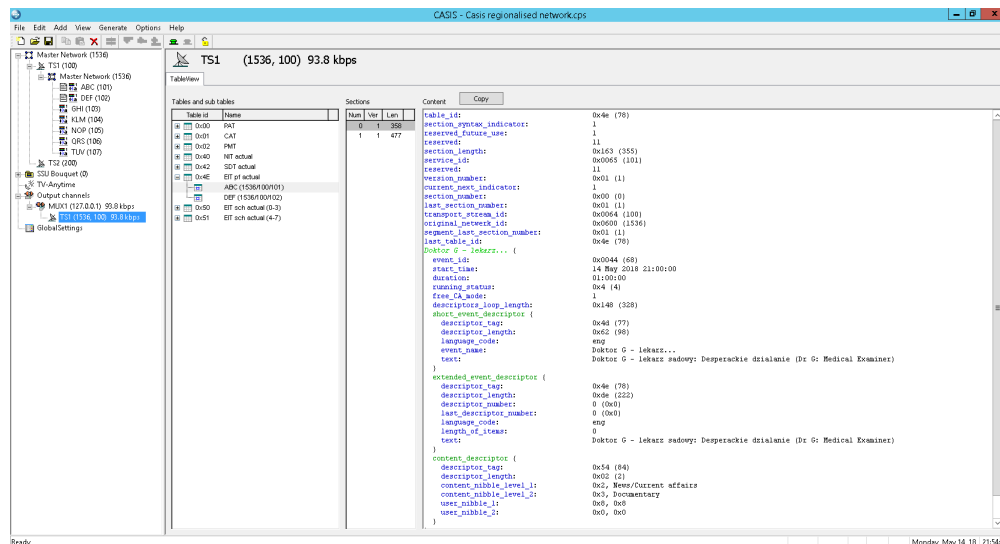 CASIS - Casis regionalised network.cps
File Edit Add View Generate Options Help
Master Network (1536)
TS1 (100)
Master Network (1536)
ABC (101)
DEF (102)
GHI (103)
KLM (104)
NOP (105)
QRS (106)
TUV (107)
TS2 (200)
SSU Bouquet (0)
TV-Anytime
Output channels
MUX1 (127.0.0.1) 93.8 kbps
TS1 (1536, 100) 93.8 kbps
GlobalSettings
TS1 (1536, 100) 93.8 kbps
TableView
Tables and sub tables
Table id Name
0x00 PAT
0x01 CAT
0x02 PMT
0x40 NIT actual
0x42 SDT actual
0x4E EIT pf actual
ABC (1536/100/101)
DEF (1536/100/102)
0x50 EIT sch actual (0-3)
0x51 EIT sch actual (4-7)
Sections
Num Ver Len
0 1 358
1 1 477
Content Copy
table_id: 0x4e (78)
section_syntax_indicator: 1
reserved_future_use: 1
reserved: 11
section_length: 0x163 (355)
service_id: 0x0065 (101)
reserved: 11
version_number: 0x01 (1)
current_next_indicator: 1
section_number: 0x00 (0)
last_section_number: 0x01 (1)
transport_stream_id: 0x0064 (100)
original_network_id: 0x0600 (1536)
segment_last_section_number: 0x01 (1)
last_table_id: 0x4e (78)
Doktor G - lekarz... {
event_id: 0x0044 (68)
start_time: 14 May 2018 21:00:00
duration: 01:00:00
running_status: 0x4 (4)
free_CA_mode: 1
descriptors_loop_length: 0x148 (328)
short_event_descriptor {
descriptor_tag: 0x4d (77)
descriptor_length: 0x62 (98)
language_code: eng
event_name: Doktor G - lekarz...
text: Doktor G - lekarz sadowy: Desperackie dzialanie (Dr G: Medical Examiner)
}
extended_event_descriptor {
descriptor_tag: 0x4e (78)
descriptor_length: 0xde (222)
descriptor_number: 0 (0x0)
last_descriptor_number: 0 (0x0)
language_code: eng
length_of_items: 0
text: Doktor G - lekarz sadowy: Desperackie dzialanie (Dr G: Medical Examiner)
}
content_descriptor {
descriptor_tag: 0x54 (84)
descriptor_length: 0x02 (2)
content_nibble_level_1: 0x2, News/Current affairs
content_nibble_level_2: 0x3, Documentary
user_nibble_1: 0x8, 0x8
user_nibble_2: 0x0, 0x0
}
Ready Monday, May 14, 18 21:54: